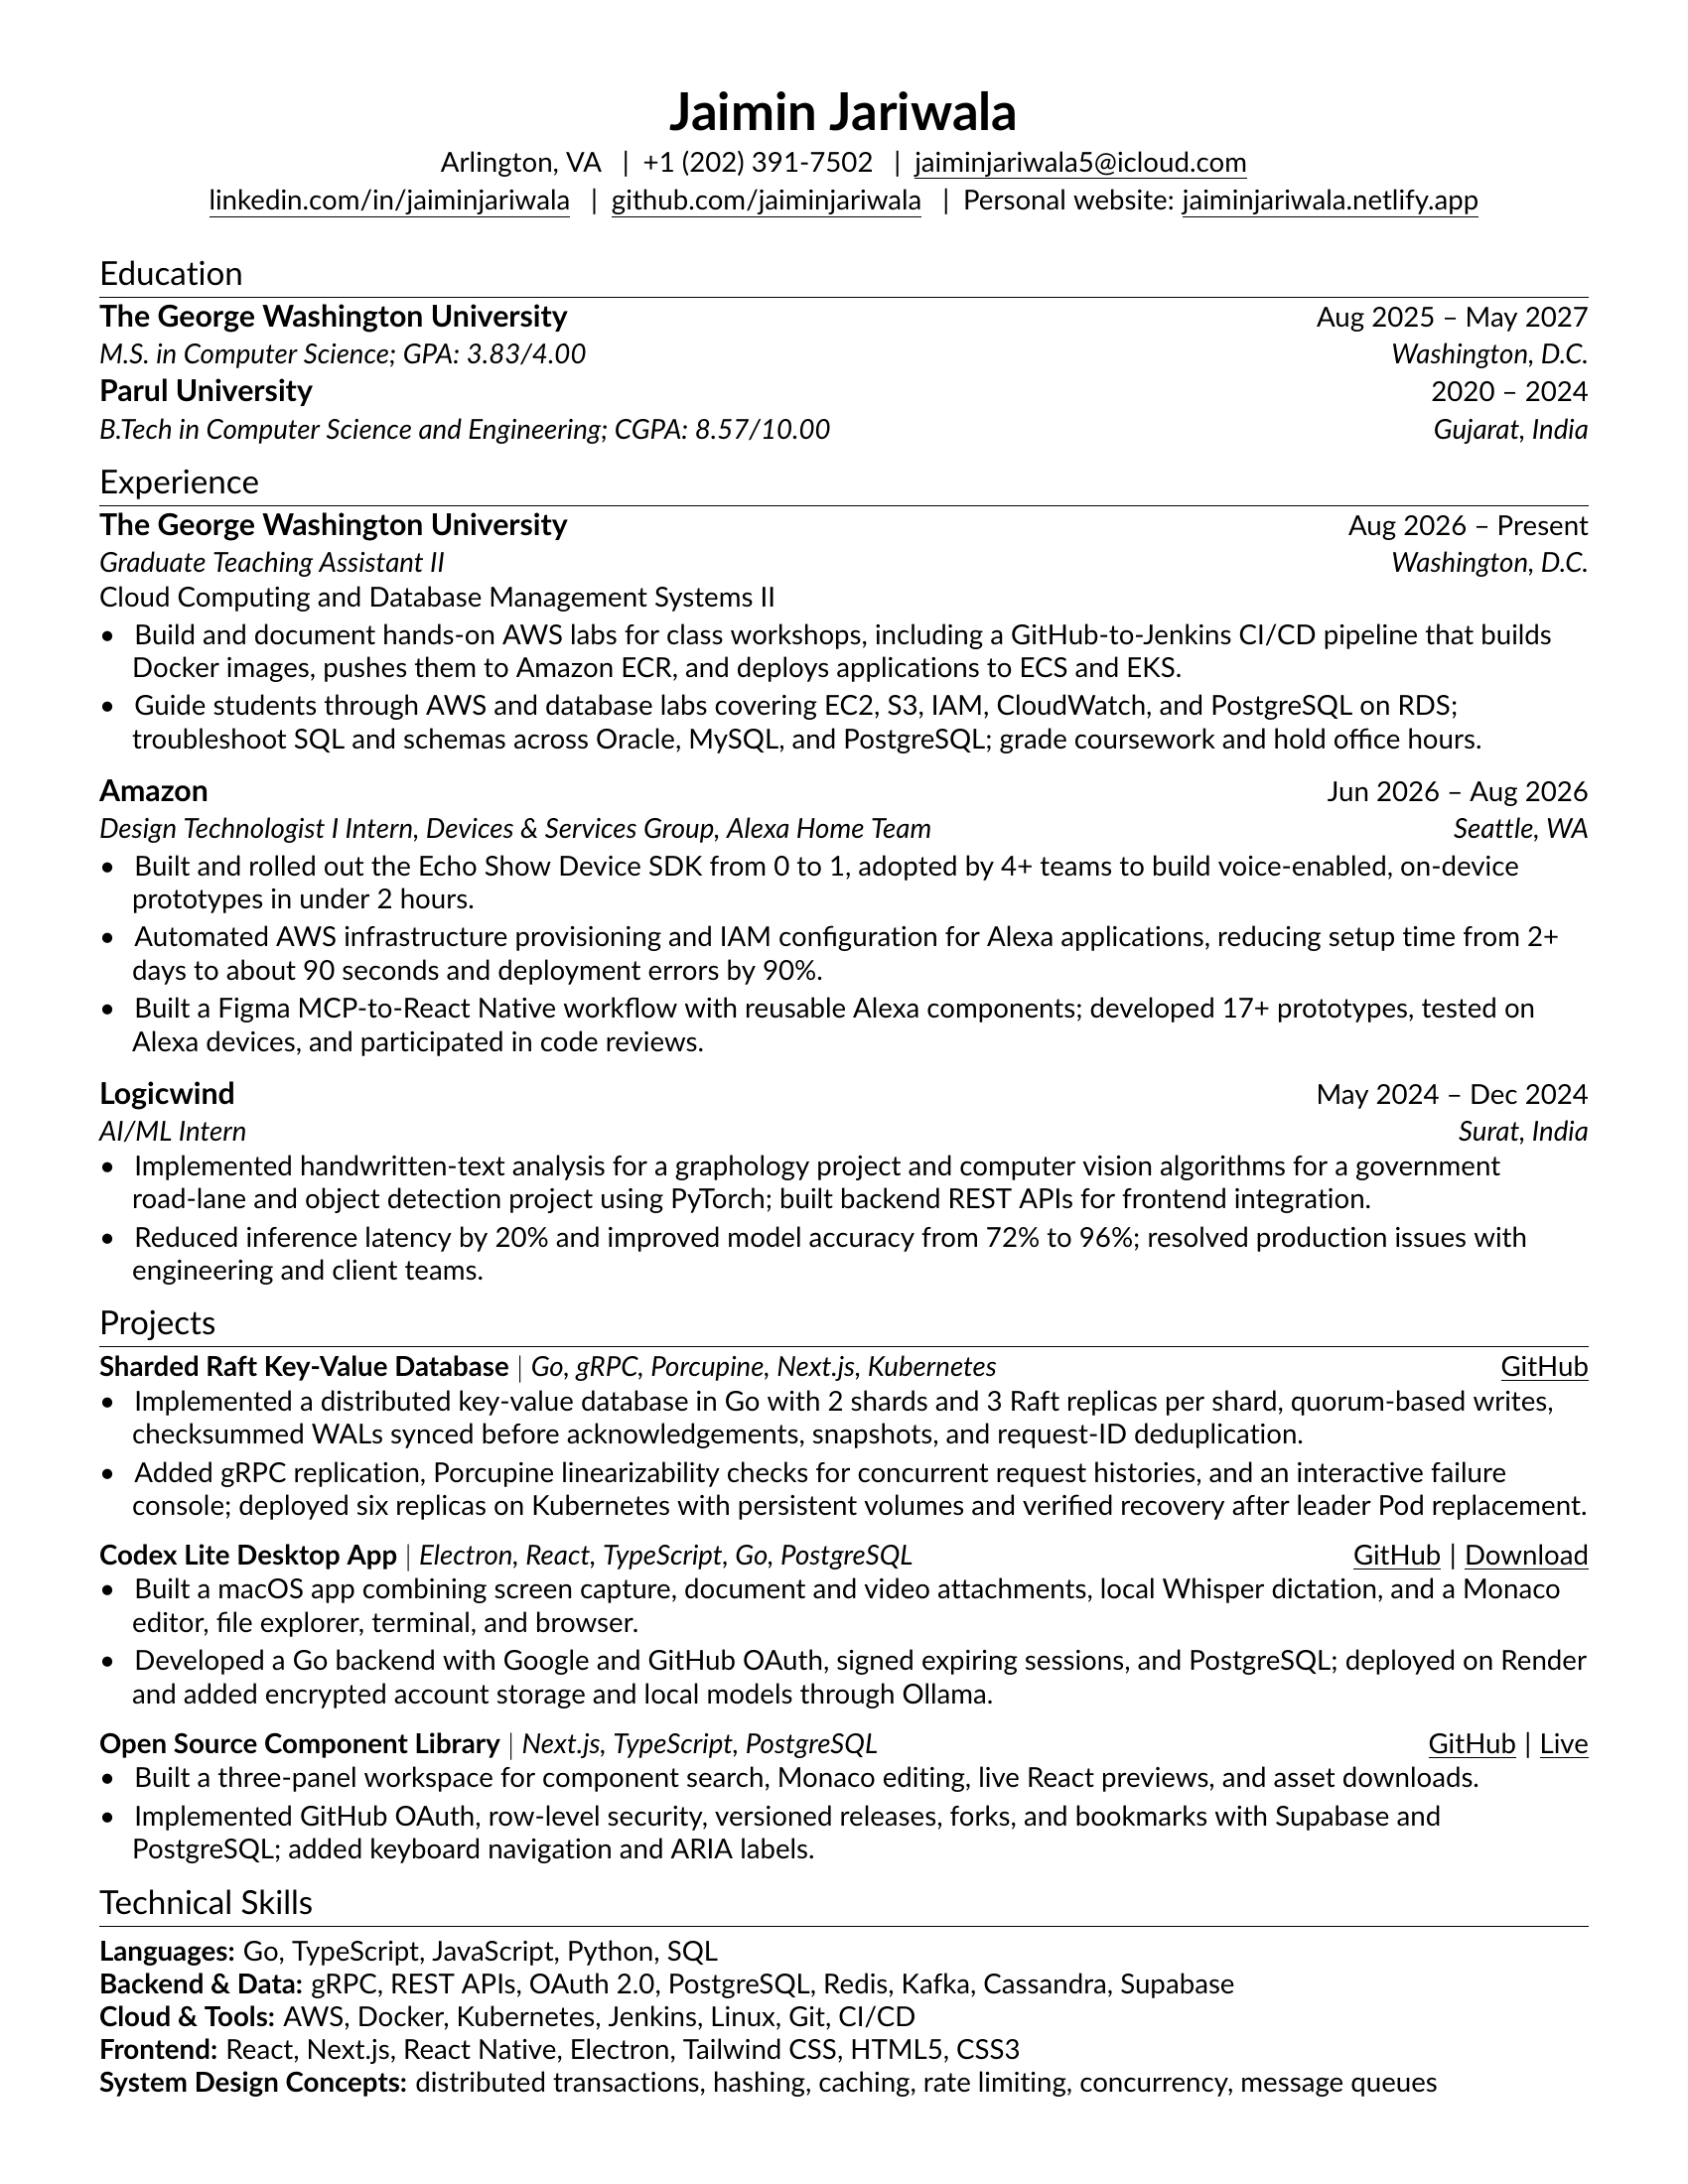 Jaimin Jariwala
Arlington, VA | +1 (202) 391-7502 | jaiminjariwala5@icloud.com
linkedin.com/in/jaiminjariwala | github.com/jaiminjariwala | Personal website: jaiminjariwala.netlify.app
Education
The George Washington University Aug 2025 – May 2027
M.S. in Computer Science; GPA: 3.83/4.00 Washington, D.C.
Parul University 2020 – 2024
B.Tech in Computer Science and Engineering; CGPA: 8.57/10.00 Gujarat, India
Experience
The George Washington University Aug 2026 – Present
Graduate Teaching Assistant II Washington, D.C.
Cloud Computing and Database Management Systems II
• Build and document hands-on AWS labs for class workshops, including a GitHub-to-Jenkins CI/CD pipeline that builds
Docker images, pushes them to Amazon ECR, and deploys applications to ECS and EKS.
• Guide students through AWS and database labs covering EC2, S3, IAM, CloudWatch, and PostgreSQL on RDS;
troubleshoot SQL and schemas across Oracle, MySQL, and PostgreSQL; grade coursework and hold office hours.
Amazon Jun 2026 – Aug 2026
Design Technologist I Intern, Devices & Services Group, Alexa Home Team Seattle, WA
• Built and rolled out the Echo Show Device SDK from 0 to 1, adopted by 4+ teams to build voice-enabled, on-device
prototypes in under 2 hours.
• Automated AWS infrastructure provisioning and IAM configuration for Alexa applications, reducing setup time from 2+
days to about 90 seconds and deployment errors by 90%.
• Built a Figma MCP-to-React Native workflow with reusable Alexa components; developed 17+ prototypes, tested on
Alexa devices, and participated in code reviews.
Logicwind May 2024 – Dec 2024
AI/ML Intern Surat, India
• Implemented handwritten-text analysis for a graphology project and computer vision algorithms for a government
road-lane and object detection project using PyTorch; built backend REST APIs for frontend integration.
• Reduced inference latency by 20% and improved model accuracy from 72% to 96%; resolved production issues with
engineering and client teams.
Projects
Sharded Raft Key-Value Database | Go, gRPC, Porcupine, Next.js, Kubernetes GitHub
• Implemented a distributed key-value database in Go with 2 shards and 3 Raft replicas per shard, quorum-based writes,
checksummed WALs synced before acknowledgements, snapshots, and request-ID deduplication.
• Added gRPC replication, Porcupine linearizability checks for concurrent request histories, and an interactive failure
console; deployed six replicas on Kubernetes with persistent volumes and verified recovery after leader Pod replacement.
Codex Lite Desktop App | Electron, React, TypeScript, Go, PostgreSQL GitHub | Download
• Built a macOS app combining screen capture, document and video attachments, local Whisper dictation, and a Monaco
editor, file explorer, terminal, and browser.
• Developed a Go backend with Google and GitHub OAuth, signed expiring sessions, and PostgreSQL; deployed on Render
and added encrypted account storage and local models through Ollama.
Open Source Component Library | Next.js, TypeScript, PostgreSQL GitHub | Live
• Built a three-panel workspace for component search, Monaco editing, live React previews, and asset downloads.
• Implemented GitHub OAuth, row-level security, versioned releases, forks, and bookmarks with Supabase and
PostgreSQL; added keyboard navigation and ARIA labels.
Technical Skills
Languages: Go, TypeScript, JavaScript, Python, SQL
Backend & Data: gRPC, REST APIs, OAuth 2.0, PostgreSQL, Redis, Kafka, Cassandra, Supabase
Cloud & Tools: AWS, Docker, Kubernetes, Jenkins, Linux, Git, CI/CD
Frontend: React, Next.js, React Native, Electron, Tailwind CSS, HTML5, CSS3
System Design Concepts: distributed transactions, hashing, caching, rate limiting, concurrency, message queues